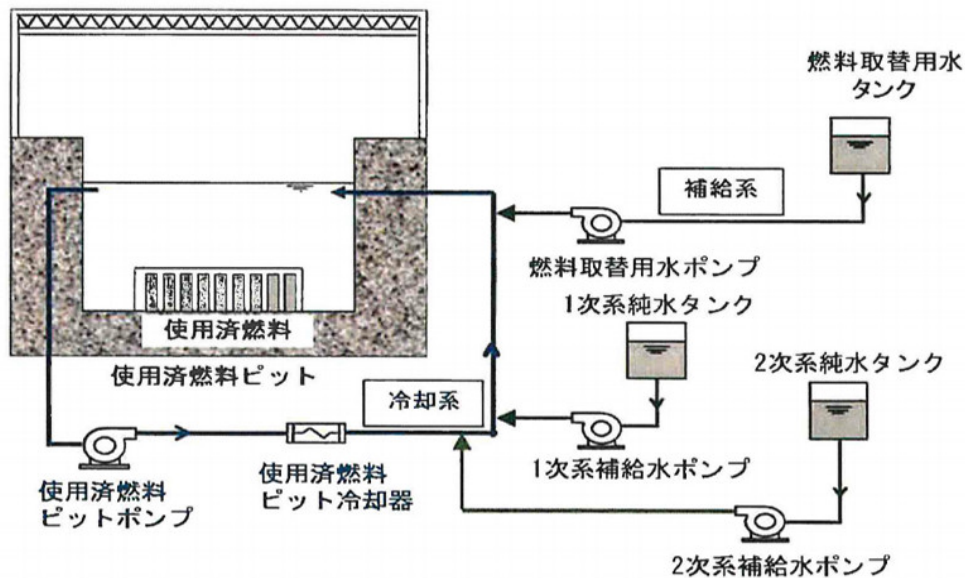 燃料取替用水
タンク
補給系
燃料取替用水ポンプ
使用済燃料
使用済燃料ピット
1次系純水タンク
2次系純水タンク
冷却系
1次系補給水ポンプ
使用済燃料
ピットポンプ
使用済燃料
ピット冷却器
2次系補給水ポンプ